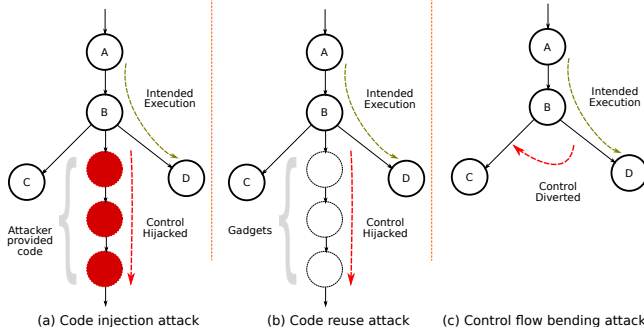 A
Intended
Execution
B
C
D
Attacker
provided
code
Control
Hijacked
(a) Code injection attack
A
Intended
Execution
B
C
D
Gadgets
Control
Hijacked
(b) Code reuse attack
A
Intended
Execution
B
C
D
Control
Diverted
(c) Control flow bending attack